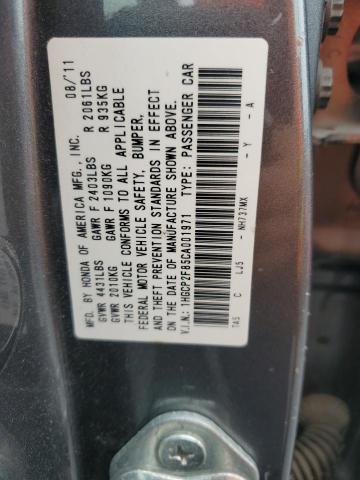 MFD. BY HONDA OF AMERICA MFG., INC. 08/'11
GVWR 4431LBS GAWR F 2403LBS R 2061LBS
GVWR 2010KG GAWR F 1090KG R 935KG
THIS VEHICLE CONFORMS TO ALL APPLICABLE
FEDERAL MOTOR VEHICLE SAFETY, BUMPER,
AND THEFT PREVENTION STANDARDS IN EFFECT
ON THE DATE OF MANUFACTURE SHOWN ABOVE.
V.I.N.: 1HGCP2F85CA001971 TYPE: PASSENGER CAR
TA5 C LJ5 - NH737MX - Y - A